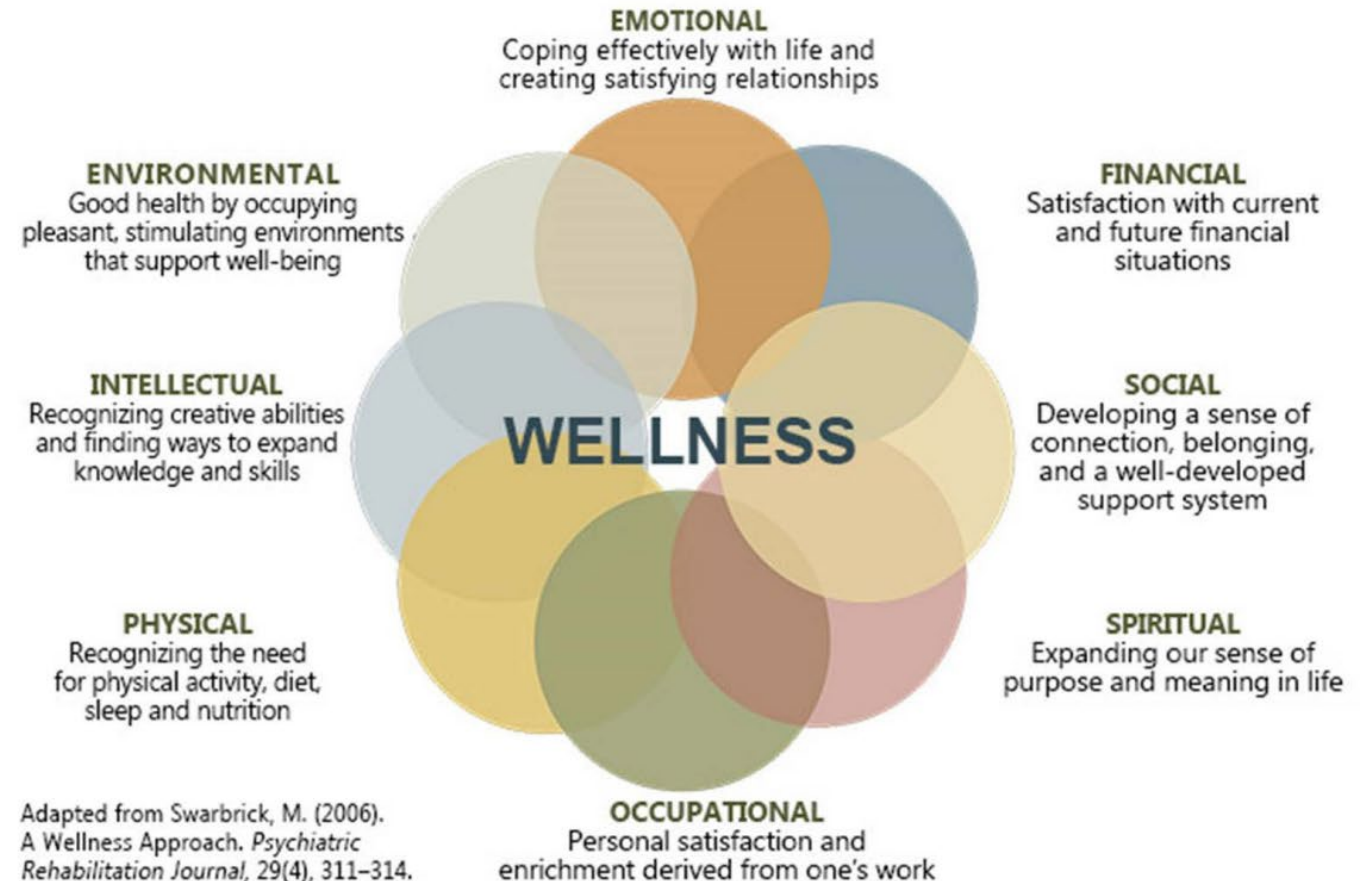 EMOTIONAL
Coping effectively with life and
creating satisfying relationships
ENVIRONMENTAL
Good health by occupying
pleasant, stimulating environments
that support well-being
FINANCIAL
Satisfaction with current
and future financial
situations
INTELLECTUAL
Recognizing creative abilities
and finding ways to expand
knowledge and skills
WELLNESS
SOCIAL
Developing a sense of
connection, belonging,
and a well-developed
support system
PHYSICAL
Recognizing the need
for physical activity, diet,
sleep and nutrition
SPIRITUAL
Expanding our sense of
purpose and meaning in life
OCCUPATIONAL
Personal satisfaction and
enrichment derived from one's work
Adapted from Swarbrick, M. (2006).
A Wellness Approach. Psychiatric
Rehabilitation Journal, 29(4), 311–314.